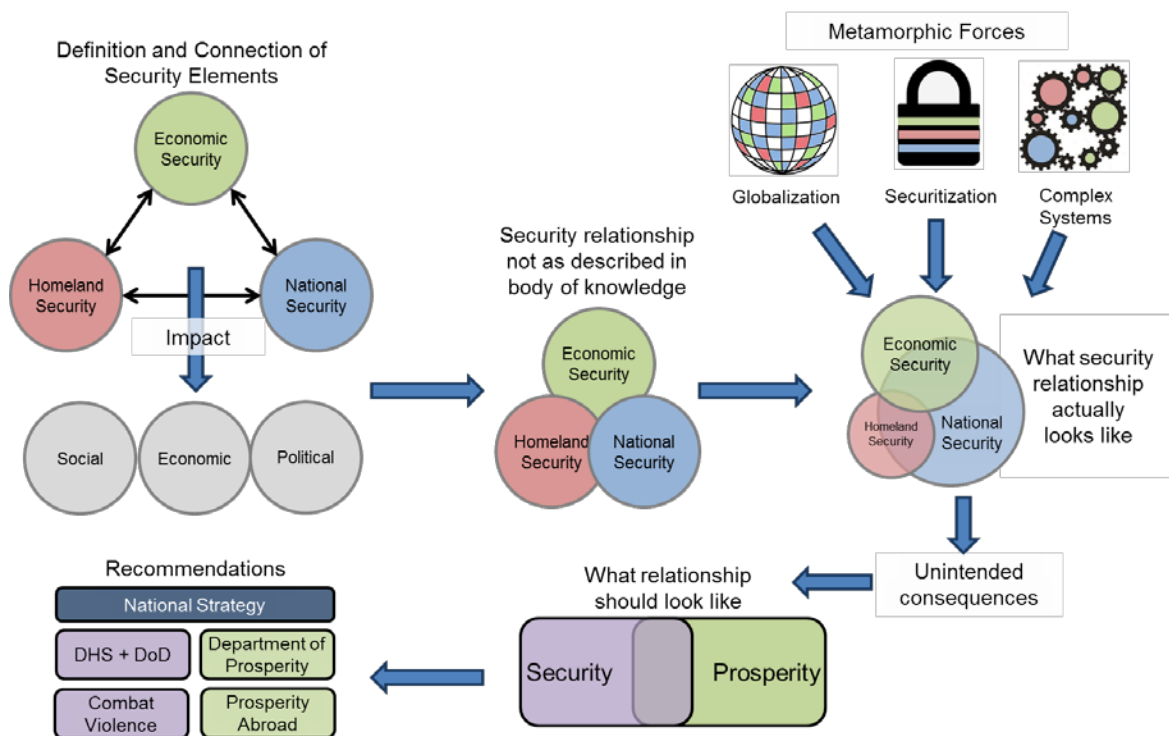 Definition and Connection of
Security Elements
Economic
Security
Homeland
Security
National
Security
Impact
Social
Economic
Political
Security relationship
not as described in
body of knowledge
Economic
Security
Homeland
Security
National
Security
Metamorphic Forces
Globalization
Securitization
Complex
Systems
Economic
Security
Homeland
Security
National
Security
What security
relationship
actually
looks like
Unintended
consequences
What relationship
should look like
Security
Prosperity
Recommendations
National Strategy
DHS + DoD
Department of
Prosperity
Combat
Violence
Prosperity
Abroad